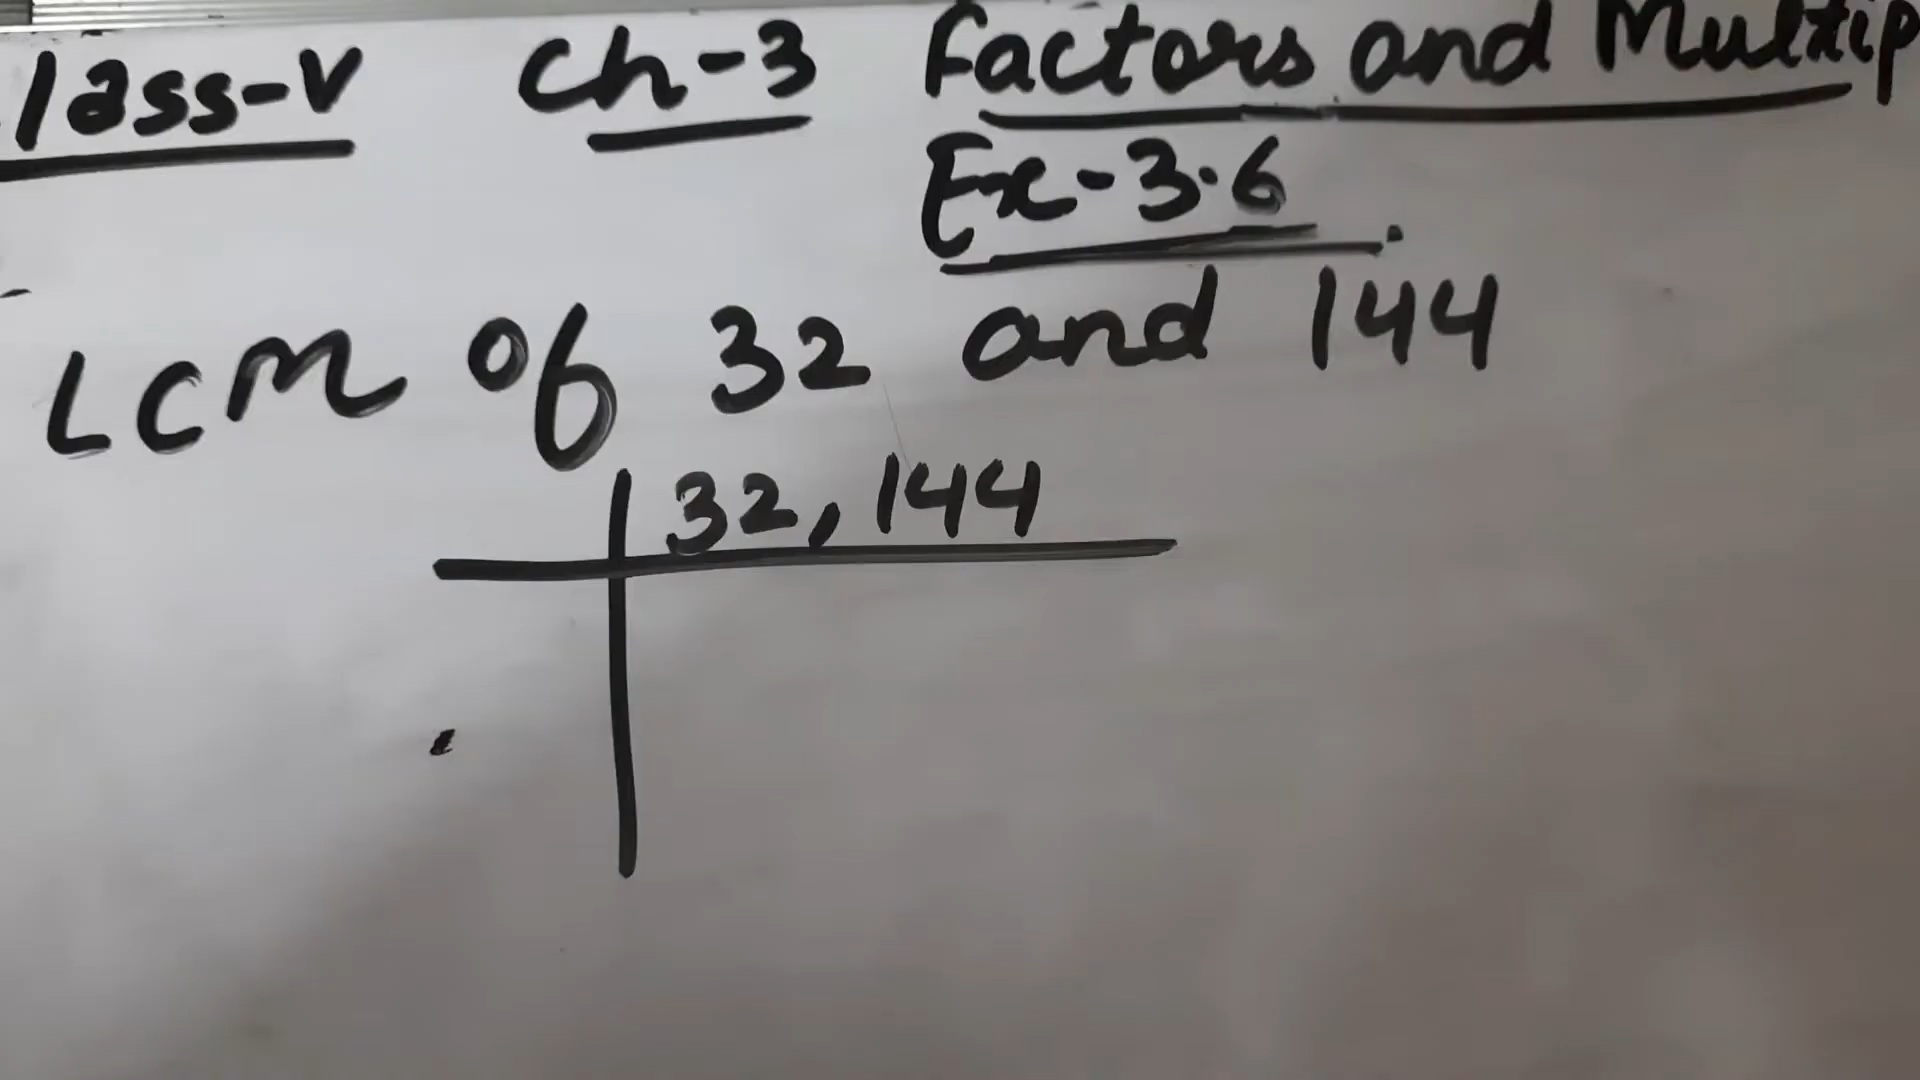 lass-V Ch-3 Factors and Multip
Ex-3.6
LCM of 32 and 144
32, 144